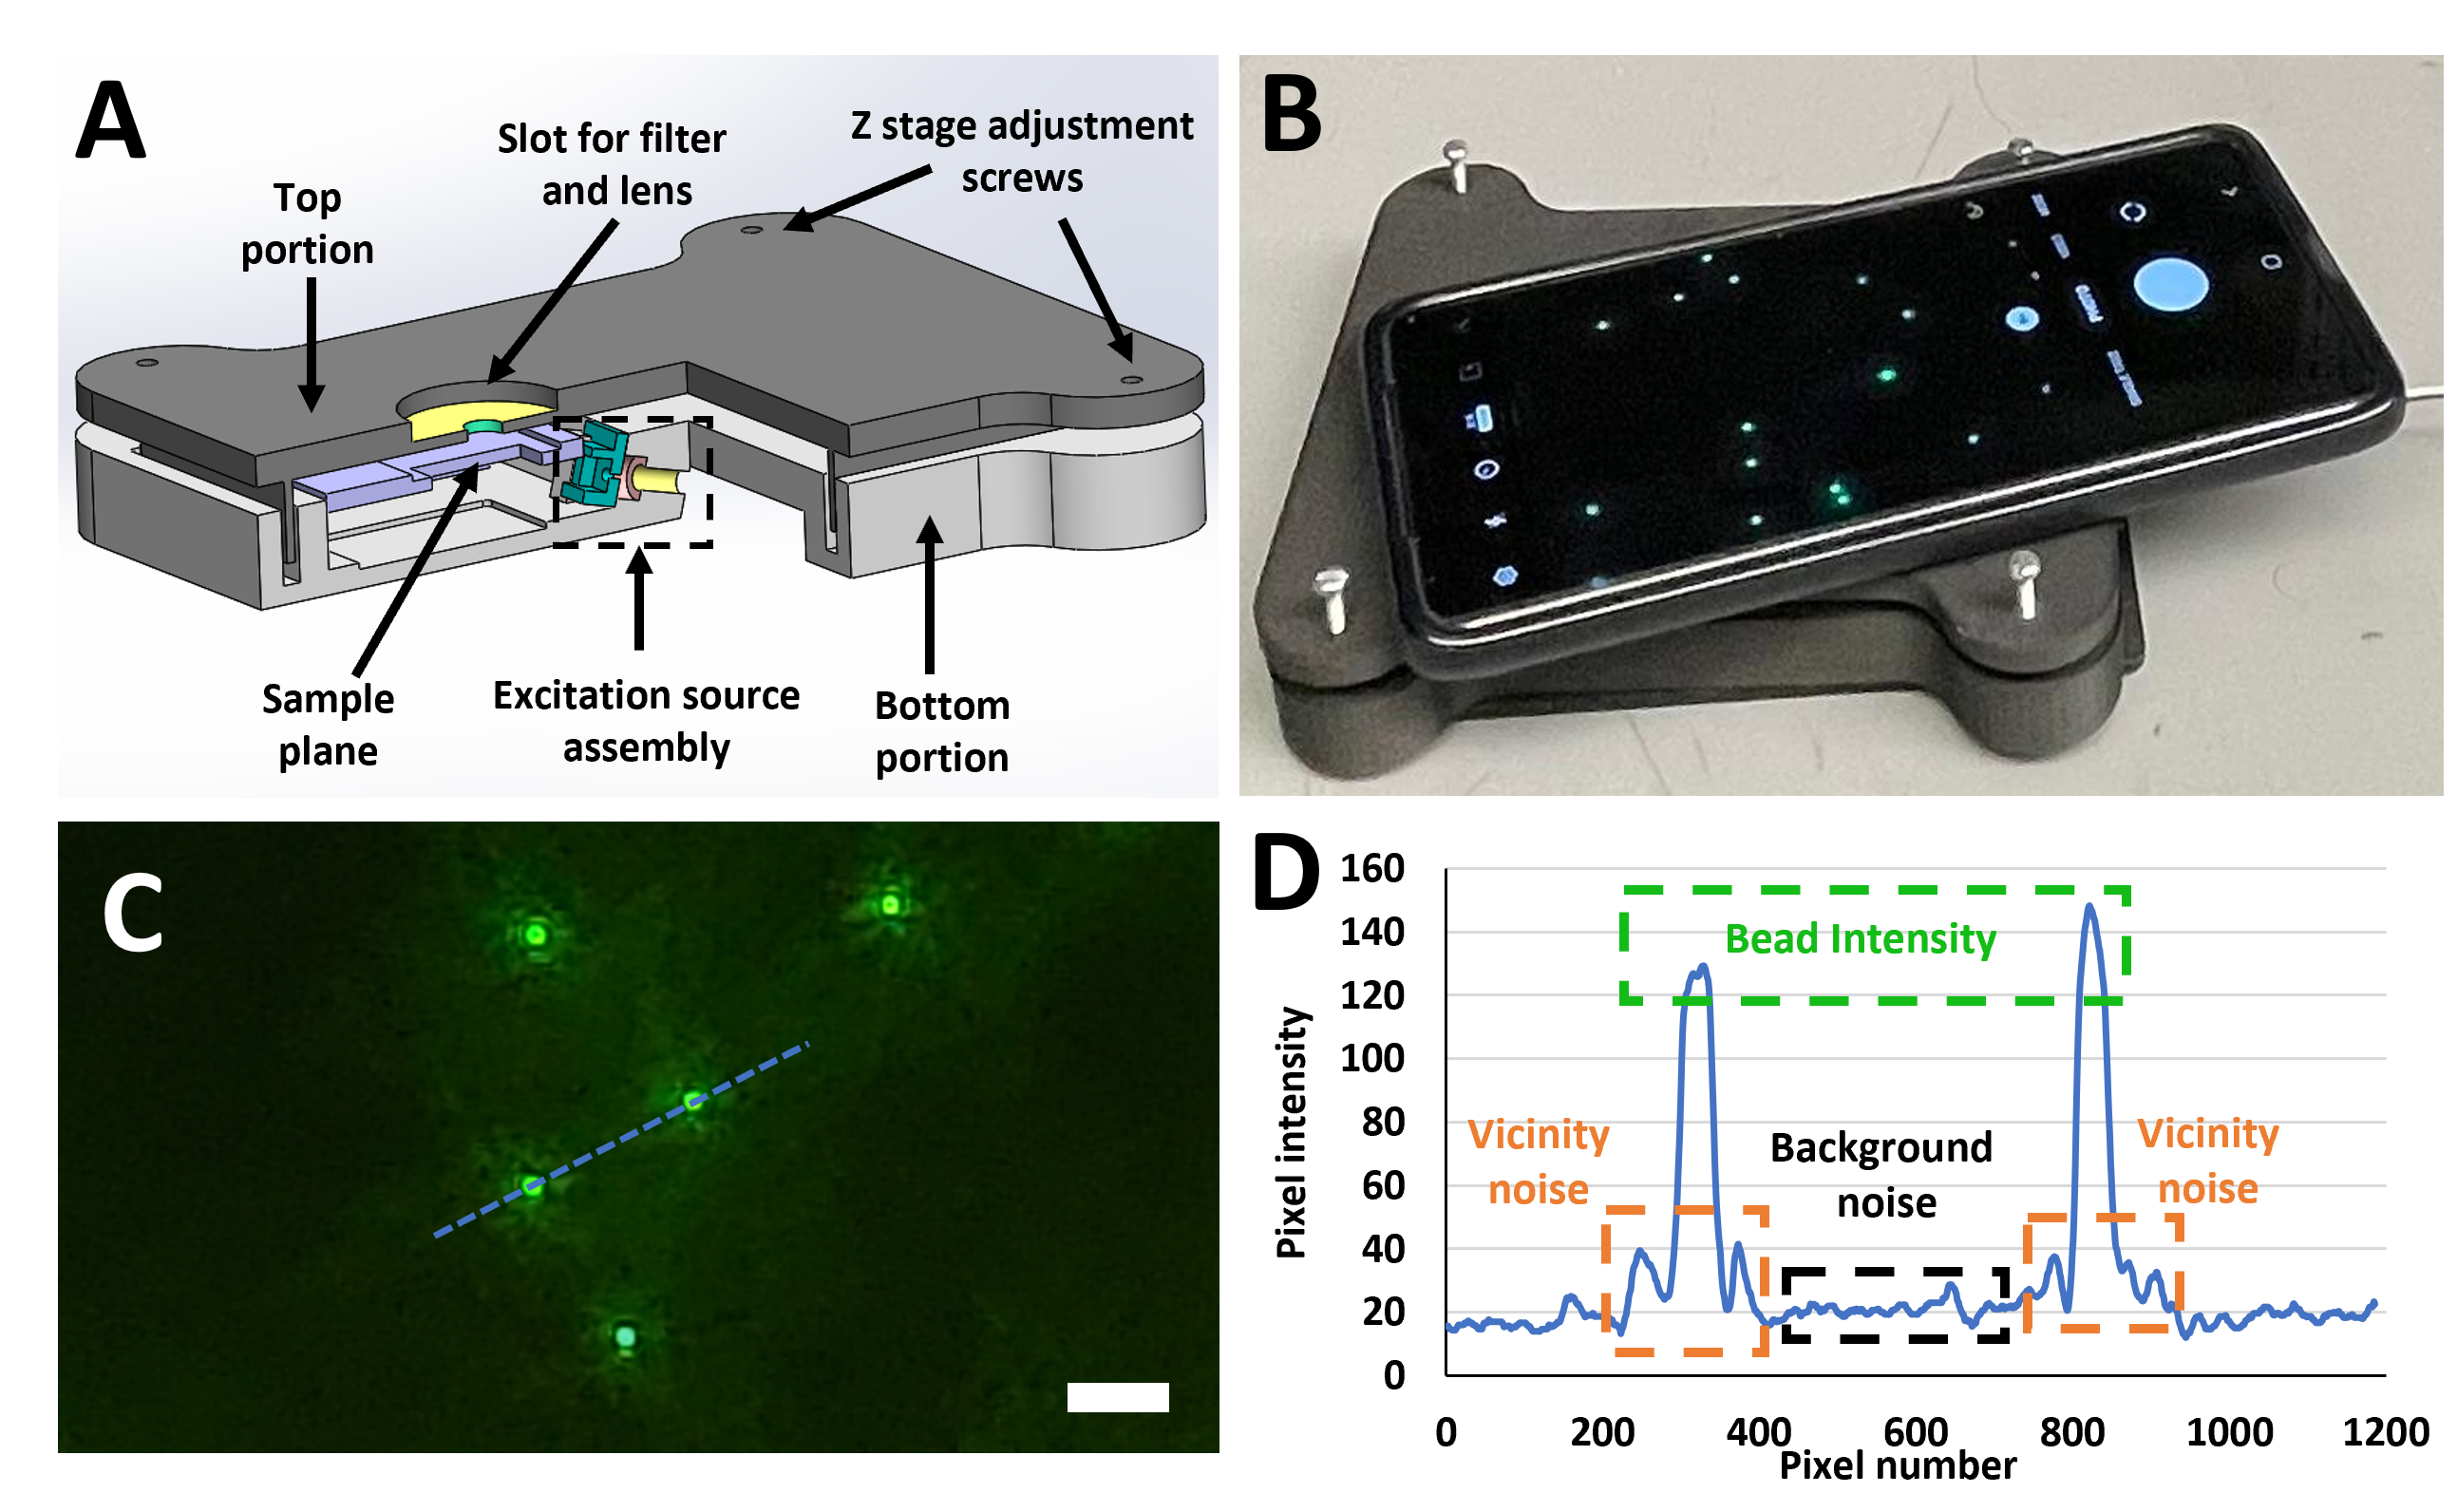 A
Slot for filter
and lens
Z stage adjustment
screws
Top
portion
Sample
plane
Excitation source
assembly
Bottom
portion
B
C
D
160
140
120
100
80
60
40
20
0
Pixel intensity
Bead Intensity
Vicinity
noise
Background
noise
Vicinity
noise
0 200 400 600 800 1000 1200
Pixel number